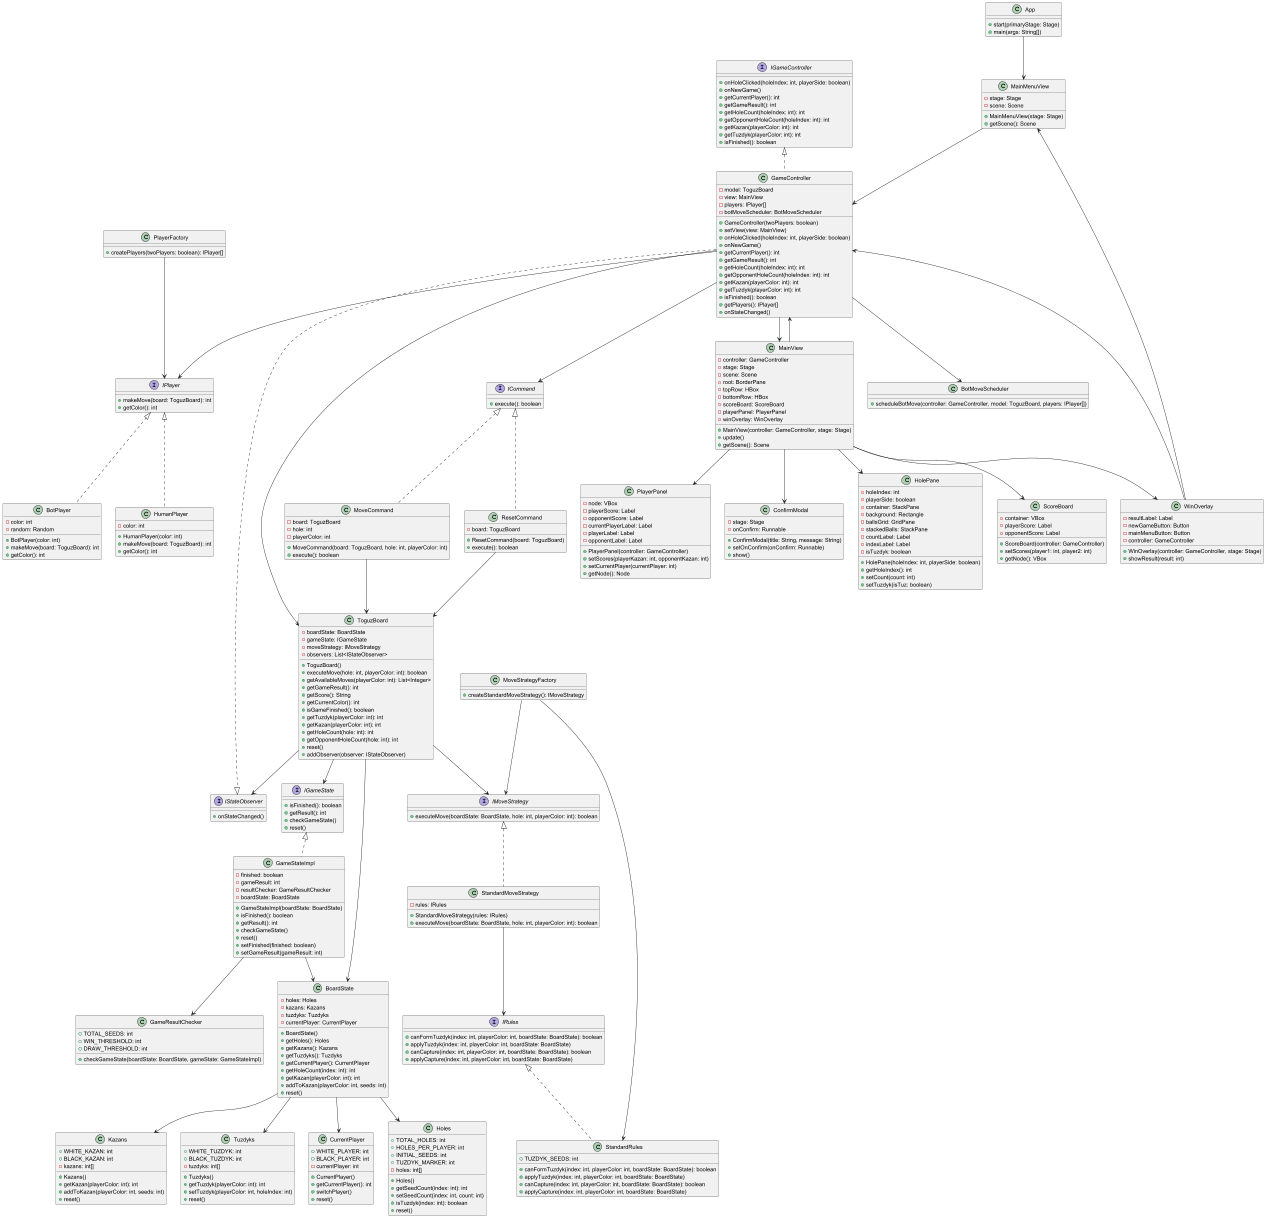 C App
start(primaryStage: Stage)
main(args: String[])
I IGameController
onHoleClicked(holeIndex: int, playerSide: boolean)
onNewGame()
getCurrentPlayer(): int
getGameResult(): int
getHoleCount(holeIndex: int): int
getOpponentHoleCount(holeIndex: int): int
getKazan(playerColor: int): int
getTuzdyk(playerColor: int): int
isFinished(): boolean
C MainMenuView
stage: Stage
scene: Scene
MainMenuView(stage: Stage)
getScene(): Scene
C GameController
model: ToguzBoard
view: MainView
players: IPlayer[]
botMoveScheduler: BotMoveScheduler
GameController(twoPlayers: boolean)
setView(view: MainView)
onHoleClicked(holeIndex: int, playerSide: boolean)
onNewGame()
getCurrentPlayer(): int
getGameResult(): int
getHoleCount(holeIndex: int): int
getOpponentHoleCount(holeIndex: int): int
getKazan(playerColor: int): int
getTuzdyk(playerColor: int): int
isFinished(): boolean
getPlayers(): IPlayer[]
onStateChanged()
C PlayerFactory
createPlayers(twoPlayers: boolean): IPlayer[]
C MainView
controller: GameController
stage: Stage
scene: Scene
root: BorderPane
topRow: HBox
bottomRow: HBox
scoreBoard: ScoreBoard
playerPanel: PlayerPanel
winOverlay: WinOverlay
MainView(controller: GameController, stage: Stage)
update()
getScene(): Scene
I IPlayer
makeMove(board: ToguzBoard): int
getColor(): int
I ICommand
execute(): boolean
C BotMoveScheduler
scheduleBotMove(controller: GameController, model: ToguzBoard, players: IPlayer[])
C BotPlayer
color: int
random: Random
BotPlayer(color: int)
makeMove(board: ToguzBoard): int
getColor(): int
C HumanPlayer
color: int
HumanPlayer(color: int)
makeMove(board: ToguzBoard): int
getColor(): int
C MoveCommand
board: ToguzBoard
hole: int
playerColor: int
MoveCommand(board: ToguzBoard, hole: int, playerColor: int)
execute(): boolean
C ResetCommand
board: ToguzBoard
ResetCommand(board: ToguzBoard)
execute(): boolean
C PlayerPanel
node: VBox
playerScore: Label
opponentScore: Label
currentPlayerLabel: Label
playerLabel: Label
opponentLabel: Label
PlayerPanel(controller: GameController)
setScores(playerKazan: int, opponentKazan: int)
setCurrentPlayer(currentPlayer: int)
getNode(): Node
C ConfirmModal
stage: Stage
onConfirm: Runnable
ConfirmModal(title: String, message: String)
setOnConfirm(onConfirm: Runnable)
show()
C HolePane
holeIndex: int
playerSide: boolean
container: StackPane
background: Rectangle
ballsGrid: GridPane
stackedBalls: StackPane
countLabel: Label
indexLabel: Label
isTuzdyk: boolean
HolePane(holeIndex: int, playerSide: boolean)
getHoleIndex(): int
setCount(count: int)
setTuzdyk(isTuz: boolean)
C ScoreBoard
container: VBox
playerScore: Label
opponentScore: Label
ScoreBoard(controller: GameController)
setScores(player1: int, player2: int)
getNode(): VBox
C WinOverlay
resultLabel: Label
newGameButton: Button
mainMenuButton: Button
controller: GameController
WinOverlay(controller: GameController, stage: Stage)
showResult(result: int)
C ToguzBoard
boardState: BoardState
gameState: IGameState
moveStrategy: IMoveStrategy
observers: List<IStateObserver>
ToguzBoard()
executeMove(hole: int, playerColor: int): boolean
getAvailableMoves(playerColor: int): List<Integer>
getGameResult(): int
getScore(): String
getCurrentColor(): int
isGameFinished(): boolean
getTuzdyk(playerColor: int): int
getKazan(playerColor: int): int
getHoleCount(hole: int): int
getOpponentHoleCount(hole: int): int
reset()
addObserver(observer: IStateObserver)
C MoveStrategyFactory
createStandardMoveStrategy(): IMoveStrategy
I IStateObserver
onStateChanged()
I IGameState
isFinished(): boolean
getResult(): int
checkGameState()
reset()
I IMoveStrategy
executeMove(boardState: BoardState, hole: int, playerColor: int): boolean
C GameStateImpl
finished: boolean
gameResult: int
resultChecker: GameResultChecker
boardState: BoardState
GameStateImpl(boardState: BoardState)
isFinished(): boolean
getResult(): int
checkGameState()
reset()
setFinished(finished: boolean)
setGameResult(gameResult: int)
C StandardMoveStrategy
rules: IRules
StandardMoveStrategy(rules: IRules)
executeMove(boardState: BoardState, hole: int, playerColor: int): boolean
C GameResultChecker
TOTAL_SEEDS: int
WIN_THRESHOLD: int
DRAW_THRESHOLD: int
checkGameState(boardState: BoardState, gameState: GameStateImpl)
C BoardState
holes: Holes
kazans: Kazans
tuzdyks: Tuzdyks
currentPlayer: CurrentPlayer
BoardState()
getHoles(): Holes
getKazans(): Kazans
getTuzdyks(): Tuzdyks
getCurrentPlayer(): CurrentPlayer
getHoleCount(index: int): int
getKazan(playerColor: int): int
addToKazan(playerColor: int, seeds: int)
reset()
I IRules
canFormTuzdyk(index: int, playerColor: int, boardState: BoardState): boolean
applyTuzdyk(index: int, playerColor: int, boardState: BoardState)
canCapture(index: int, playerColor: int, boardState: BoardState): boolean
applyCapture(index: int, playerColor: int, boardState: BoardState)
C Kazans
WHITE_KAZAN: int
BLACK_KAZAN: int
kazans: int[]
Kazans()
getKazan(playerColor: int): int
addToKazan(playerColor: int, seeds: int)
reset()
C Tuzdyks
WHITE_TUZDYK: int
BLACK_TUZDYK: int
tuzdyks: int[]
Tuzdyks()
getTuzdyk(playerColor: int): int
setTuzdyk(playerColor: int, holeIndex: int)
reset()
C CurrentPlayer
WHITE_PLAYER: int
BLACK_PLAYER: int
currentPlayer: int
CurrentPlayer()
getCurrentPlayer(): int
switchPlayer()
reset()
C Holes
TOTAL_HOLES: int
HOLES_PER_PLAYER: int
INITIAL_SEEDS: int
TUZDYK_MARKER: int
holes: int[]
Holes()
getSeedCount(index: int): int
setSeedCount(index: int, count: int)
isTuzdyk(index: int): boolean
reset()
C StandardRules
TUZDYK_SEEDS: int
canFormTuzdyk(index: int, playerColor: int, boardState: BoardState): boolean
applyTuzdyk(index: int, playerColor: int, boardState: BoardState)
canCapture(index: int, playerColor: int, boardState: BoardState): boolean
applyCapture(index: int, playerColor: int, boardState: BoardState)